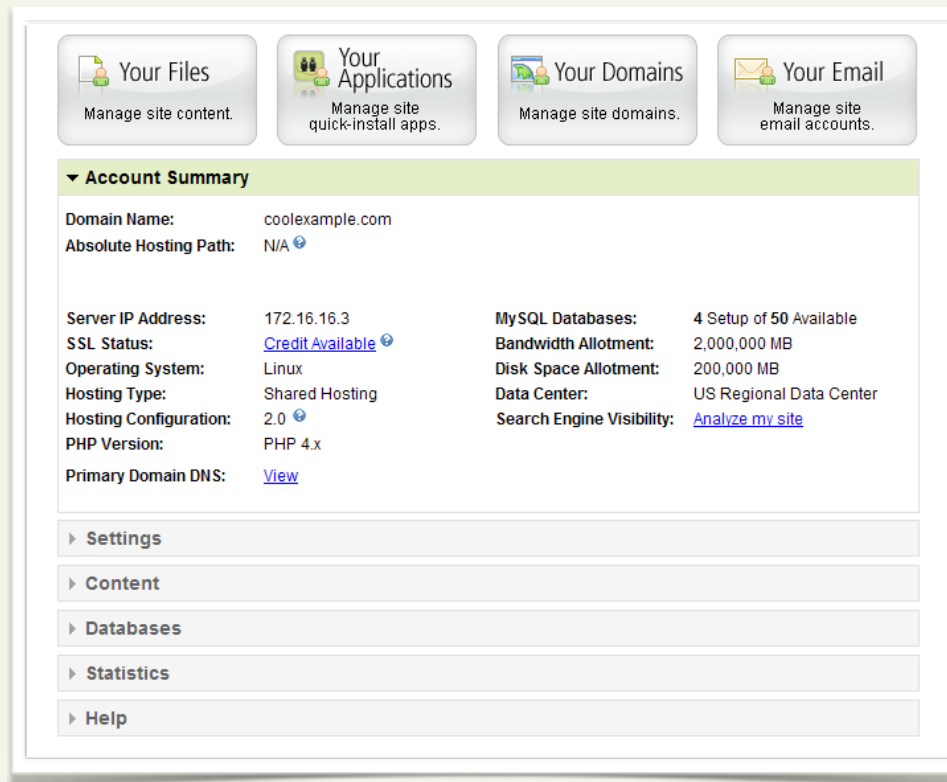 Your Files
Manage site content.
Your
Applications
Manage site
quick-install apps.
Your Domains
Manage site domains.
Your Email
Manage site
email accounts.
Account Summary
Domain Name: coolexample.com
Absolute Hosting Path: N/A
Server IP Address: 172.16.16.3 MySQL Databases: 4 Setup of 50 Available
SSL Status: Credit Available Bandwidth Allotment: 2,000,000 MB
Operating System: Linux Disk Space Allotment: 200,000 MB
Hosting Type: Shared Hosting Data Center: US Regional Data Center
Hosting Configuration: 2.0 Search Engine Visibility: Analyze my site
PHP Version: PHP 4.x
Primary Domain DNS: View
Settings
Content
Databases
Statistics
Help